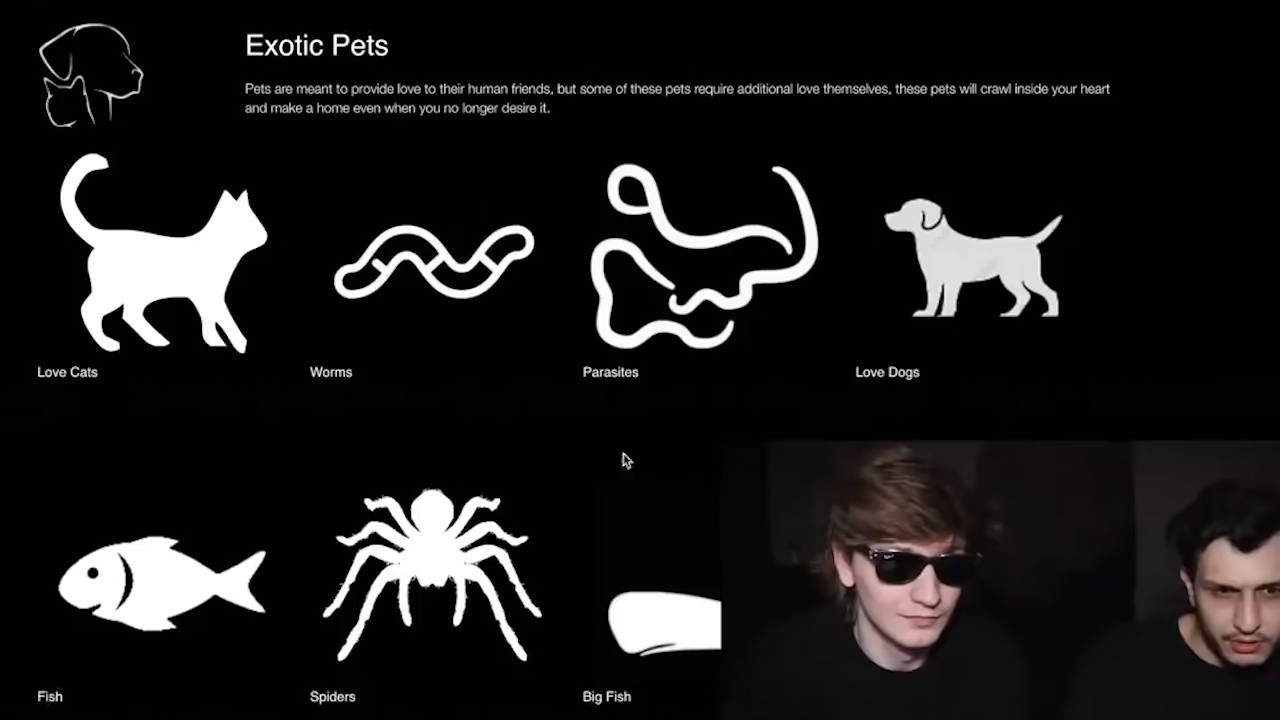 Exotic Pets
Pets are meant to provide love to their human friends, but some of these pets require additional love themselves, these pets will crawl inside your heart
and make a home even when you no longer desire it.
Love Cats
Worms
Parasites
Love Dogs
Fish
Spiders
Big Fish